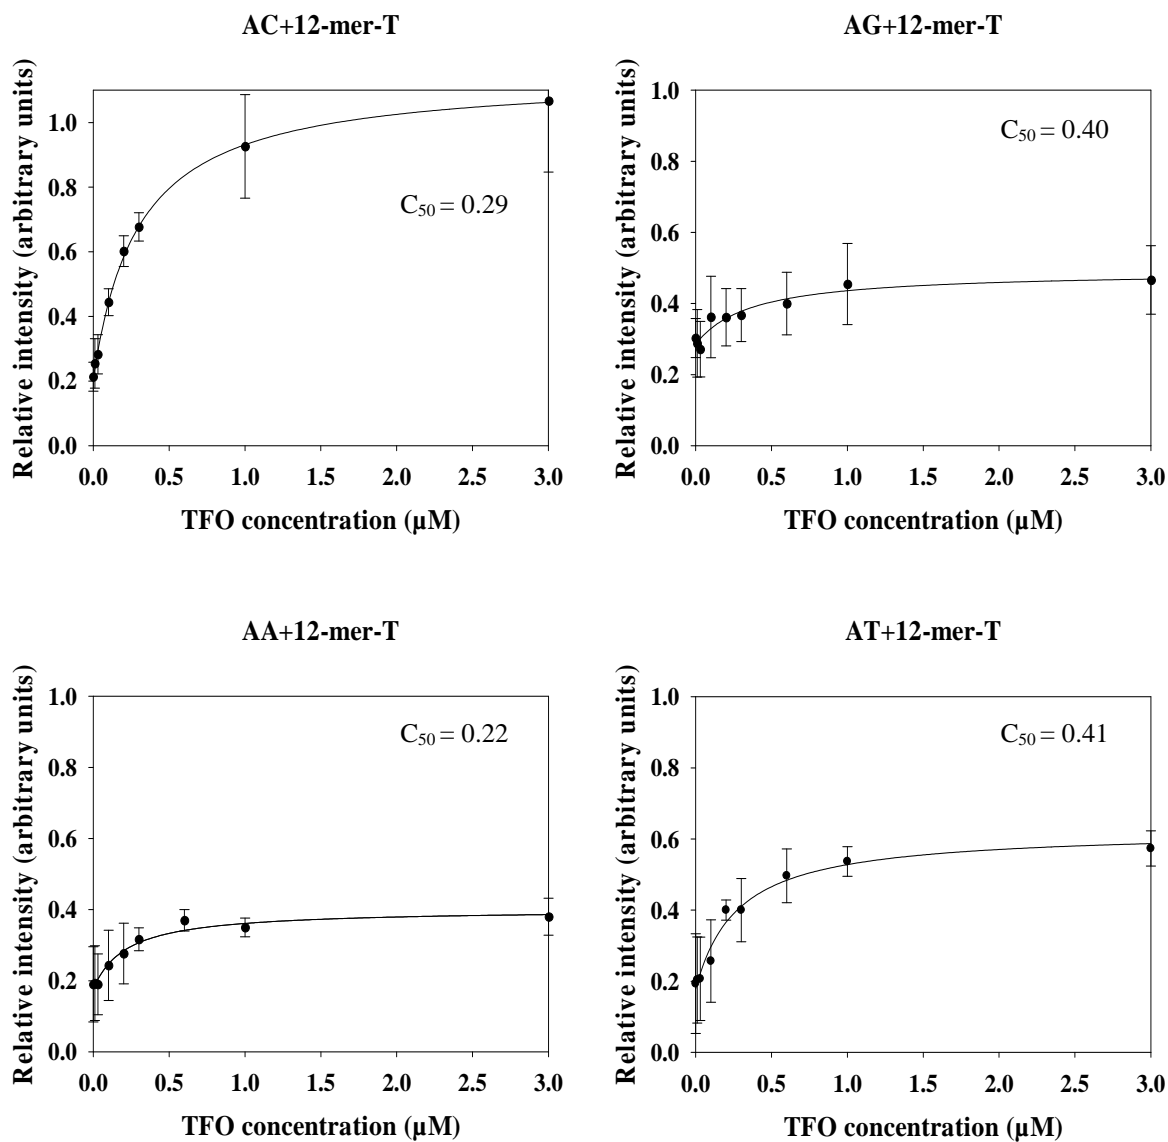 AC+12-mer-T
Relative intensity (arbitrary units)
1.0
0.8
0.6
0.4
0.2
0.0
C50 = 0.29
0.0 0.5 1.0 1.5 2.0 2.5 3.0
TFO concentration (µM)
AG+12-mer-T
Relative intensity (arbitrary units)
1.0
0.8
0.6
0.4
0.2
0.0
C50 = 0.40
0.0 0.5 1.0 1.5 2.0 2.5 3.0
TFO concentration (µM)
AA+12-mer-T
Relative intensity (arbitrary units)
1.0
0.8
0.6
0.4
0.2
0.0
C50 = 0.22
0.0 0.5 1.0 1.5 2.0 2.5 3.0
TFO concentration (µM)
AT+12-mer-T
Relative intensity (arbitrary units)
1.0
0.8
0.6
0.4
0.2
0.0
C50 = 0.41
0.0 0.5 1.0 1.5 2.0 2.5 3.0
TFO concentration (µM)